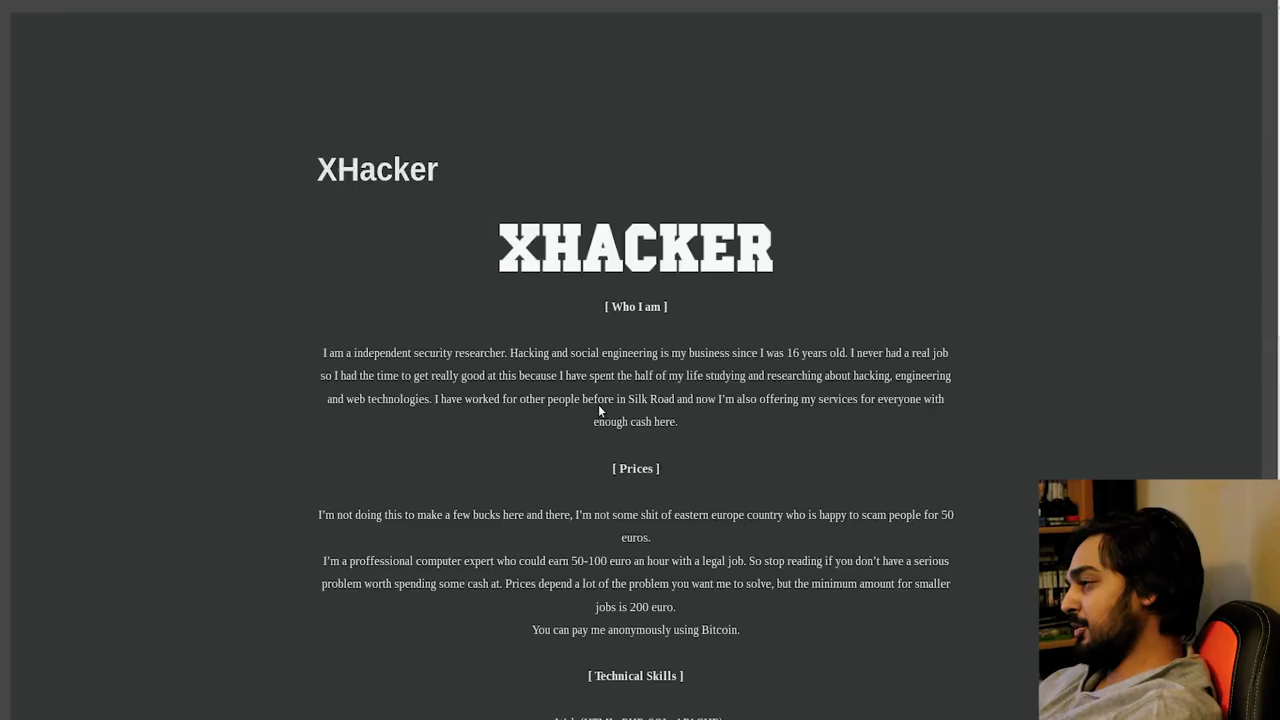 XHacker
XHACKER
[ Who I am ]
I am a independent security researcher. Hacking and social engineering is my business since I was 16 years old. I never had a real job
so I had the time to get really good at this because I have spent the half of my life studying and researching about hacking, engineering
and web technologies. I have worked for other people before in Silk Road and now I'm also offering my services for everyone with
enough cash here.
[ Prices ]
I'm not doing this to make a few bucks here and there, I'm not some shit of eastern europe country who is happy to scam people for 50
euros.
I'm a proffessional computer expert who could earn 50-100 euro an hour with a legal job. So stop reading if you don't have a serious
problem worth spending some cash at. Prices depend a lot of the problem you want me to solve, but the minimum amount for smaller
jobs is 200 euro.
You can pay me anonymously using Bitcoin.
[ Technical Skills ]